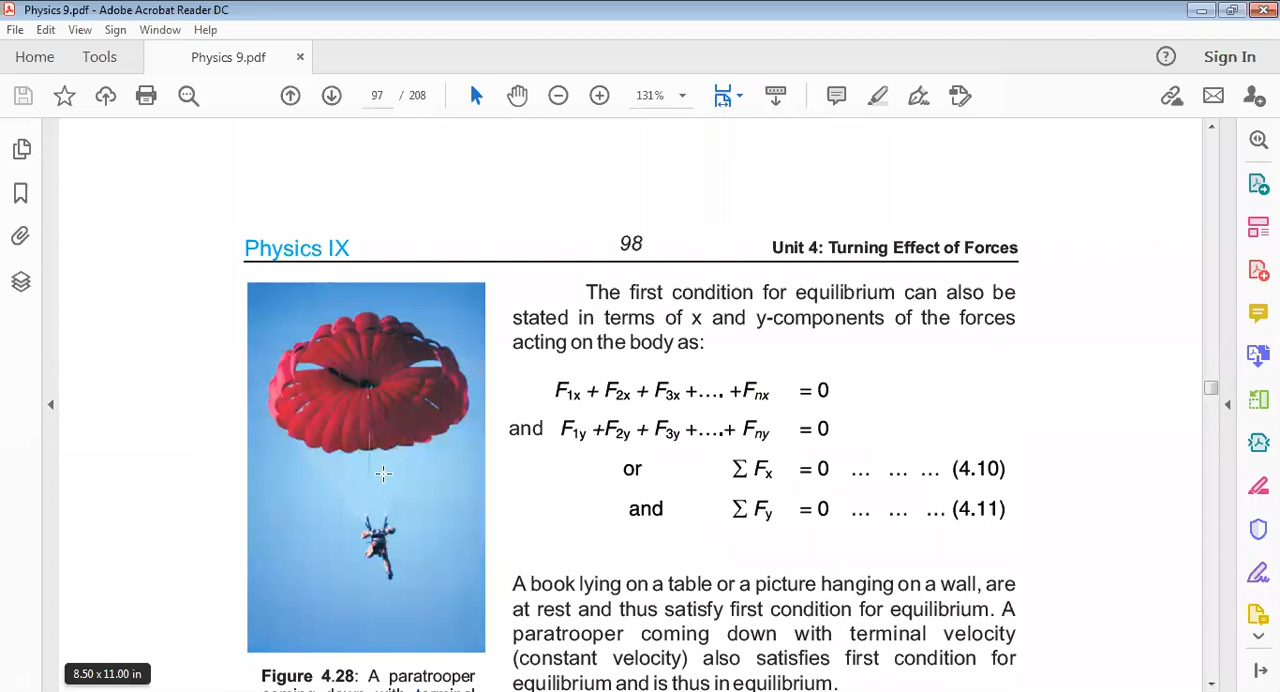 Physics 9.pdf - Adobe Acrobat Reader DC
File Edit View Sign Window Help
Home Tools Physics 9.pdf × ? Sign In
97 / 208 131%
Physics IX 98 Unit 4: Turning Effect of Forces
The first condition for equilibrium can also be
stated in terms of x and y-components of the forces
acting on the body as:
F1x + F2x + F3x +.... +Fnx = 0
and F1y +F2y + F3y +....+ Fny = 0
or ∑ Fx = 0 ... ... ... (4.10)
and ∑ Fy = 0 ... ... ... (4.11)
A book lying on a table or a picture hanging on a wall, are
at rest and thus satisfy first condition for equilibrium. A
paratrooper coming down with terminal velocity
(constant velocity) also satisfies first condition for
equilibrium and is thus in equilibrium.
Figure 4.28: A paratrooper
coming down with terminal
8.50 x 11.00 in